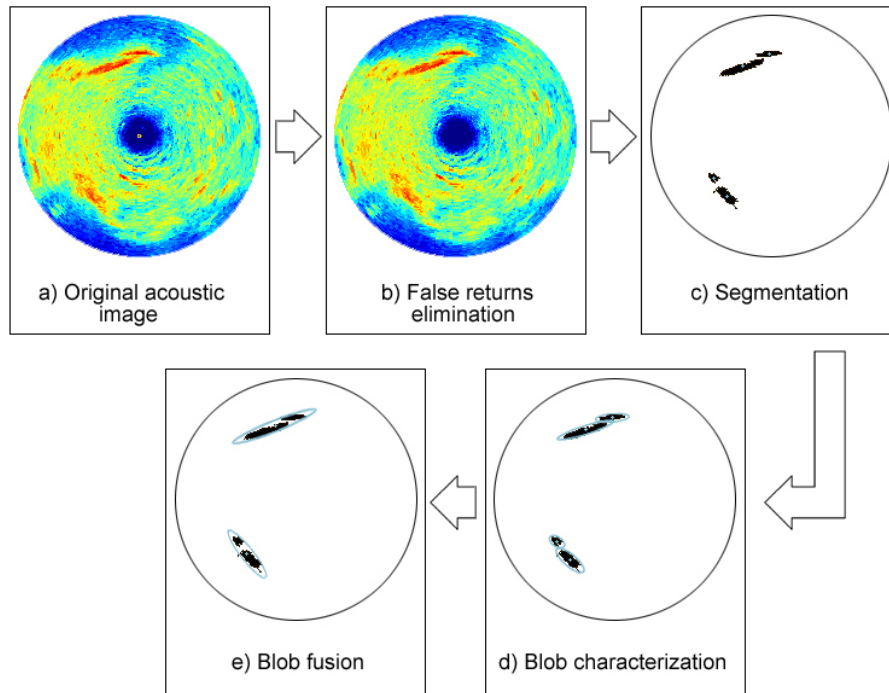 a) Original acoustic
image
b) False returns
elimination
c) Segmentation
d) Blob characterization
e) Blob fusion